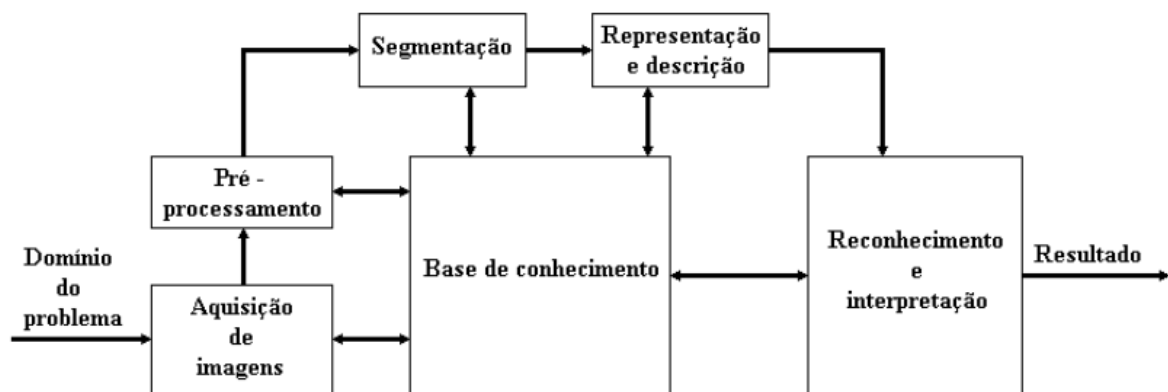 Segmentação
Representação
e descrição
Pré -
processamento
Domínio
do
problema
Aquisição
de
imagens
Base de conhecimento
Reconhecimento
e
interpretação
Resultado